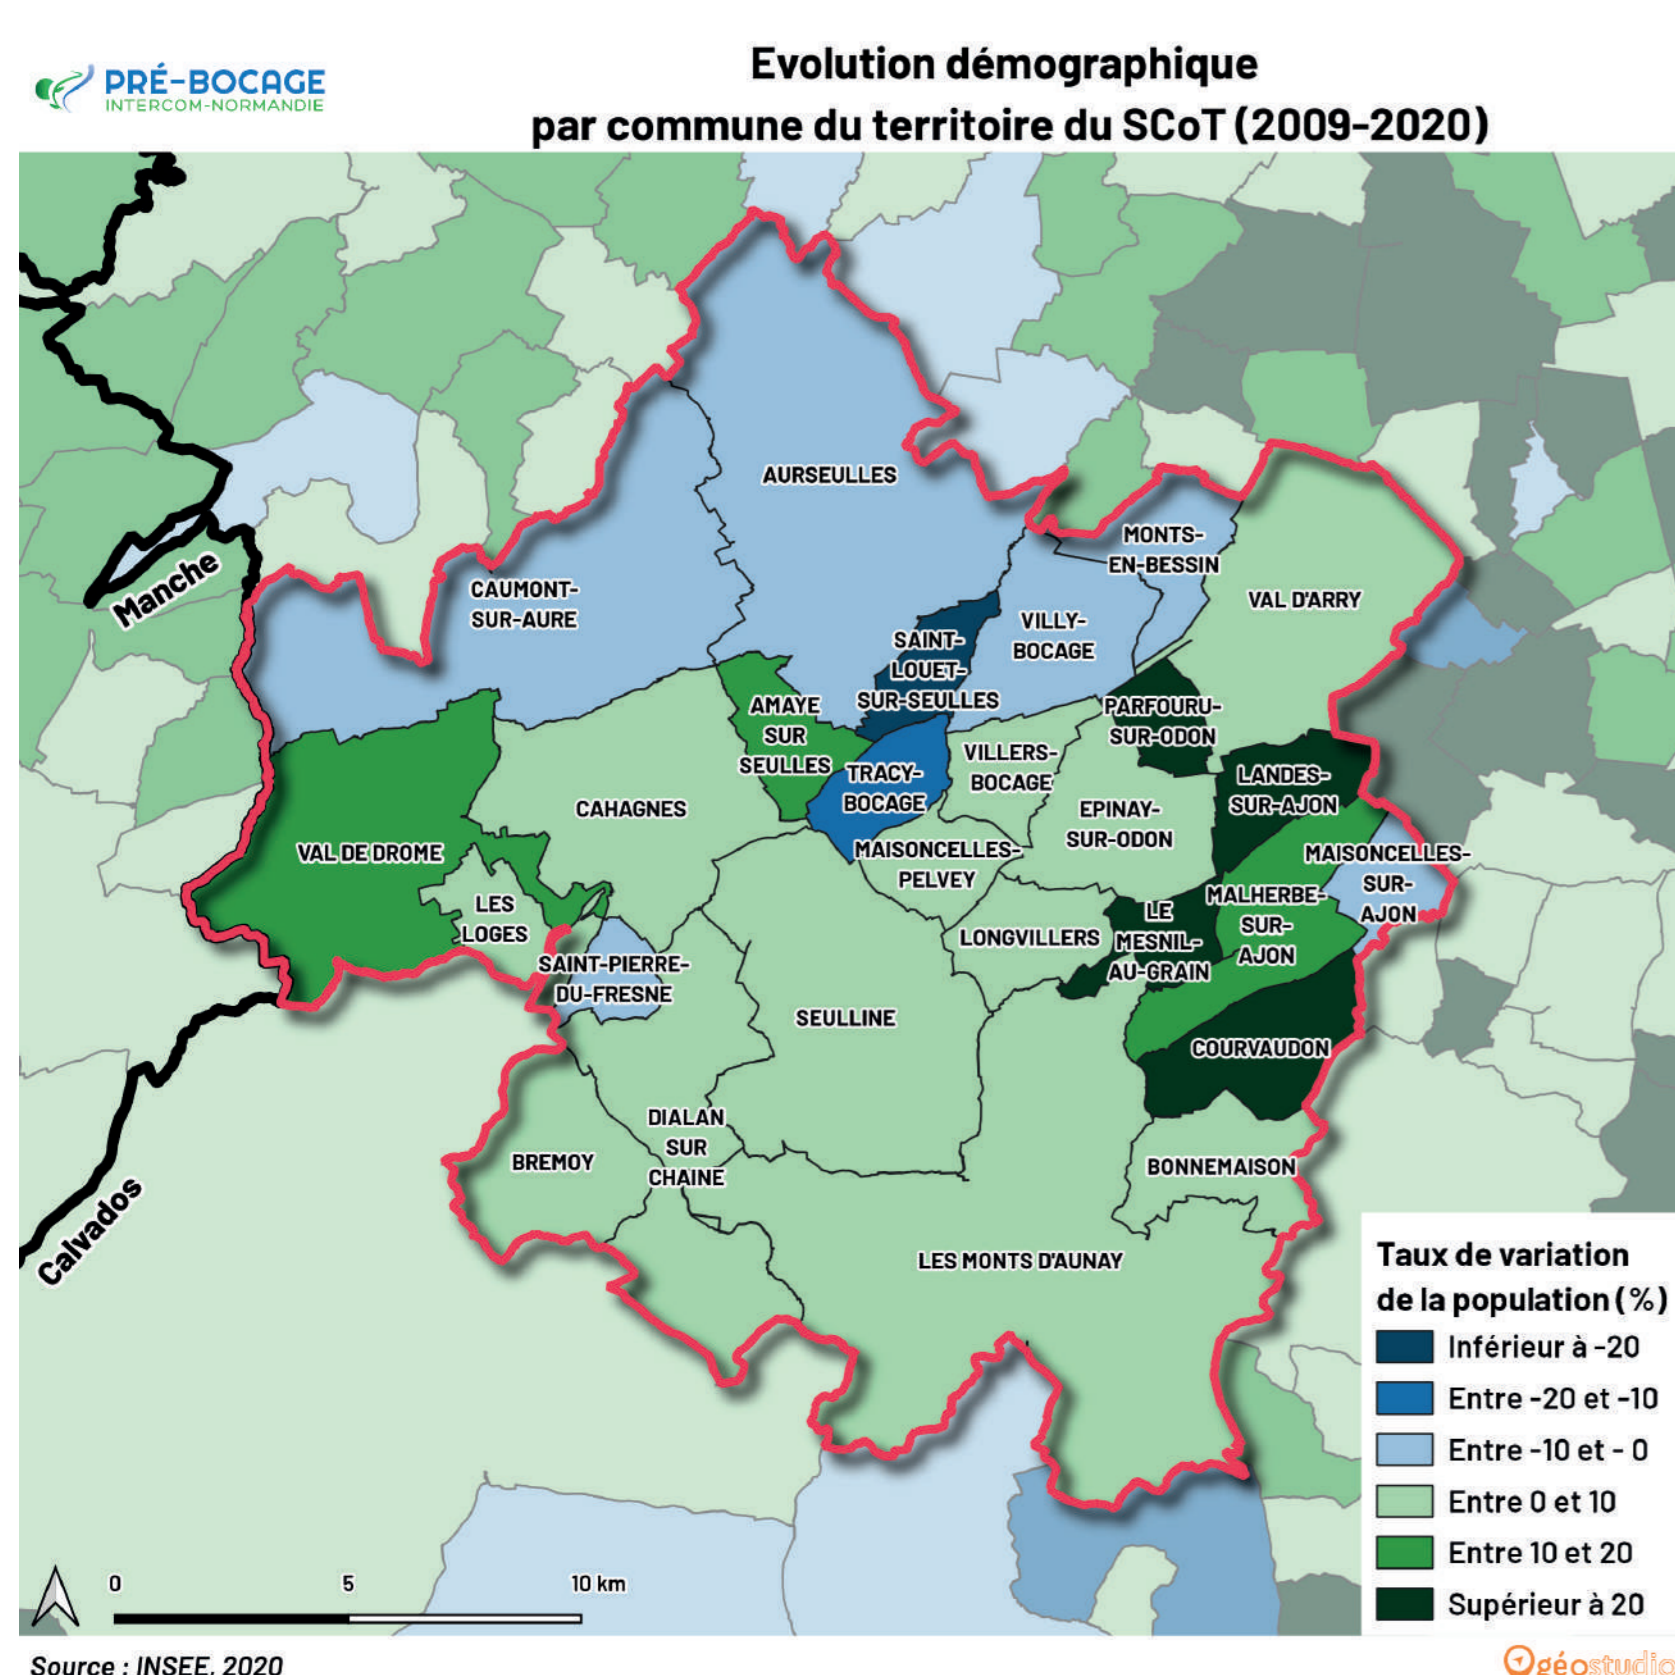 PRÉ-BOCAGE
INTERCOM-NORMANDIE
Evolution démographique
par commune du territoire du SCoT (2009-2020)
AURSEULLES
MONTS-
EN-BESSIN
Manche
CAUMONT-
SUR-AURE
VAL D'ARRY
VILLY-
BOCAGE
SAINT-
LOUET-
SUR-SEULLES
AMAYE
SUR
SEULLES
PARFOURU-
SUR-ODON
VILLERS-
BOCAGE
TRACY-
BOCAGE
LANDES-
SUR-AJON
CAHAGNES
EPINAY-
SUR-ODON
VAL DE DROME
MAISONCELLES-
PELVEY
MAISONCELLES-
SUR-
AJON
MALHERBE-
SUR-
AJON
LES
LOGES
LE
MESNIL-
AU-GRAIN
LONGVILLERS
SAINT-PIERRE-
DU-FRESNE
SEULLINE
COURVAUDON
DIALAN
SUR
CHAINE
BREMOY
BONNEMAISON
Calvados
LES MONTS D'AUNAY
Taux de variation
de la population (%)
Inférieur à -20
Entre -20 et -10
Entre -10 et - 0
Entre 0 et 10
Entre 10 et 20
Supérieur à 20
0 5 10 km
Source : INSEE, 2020
géostudio